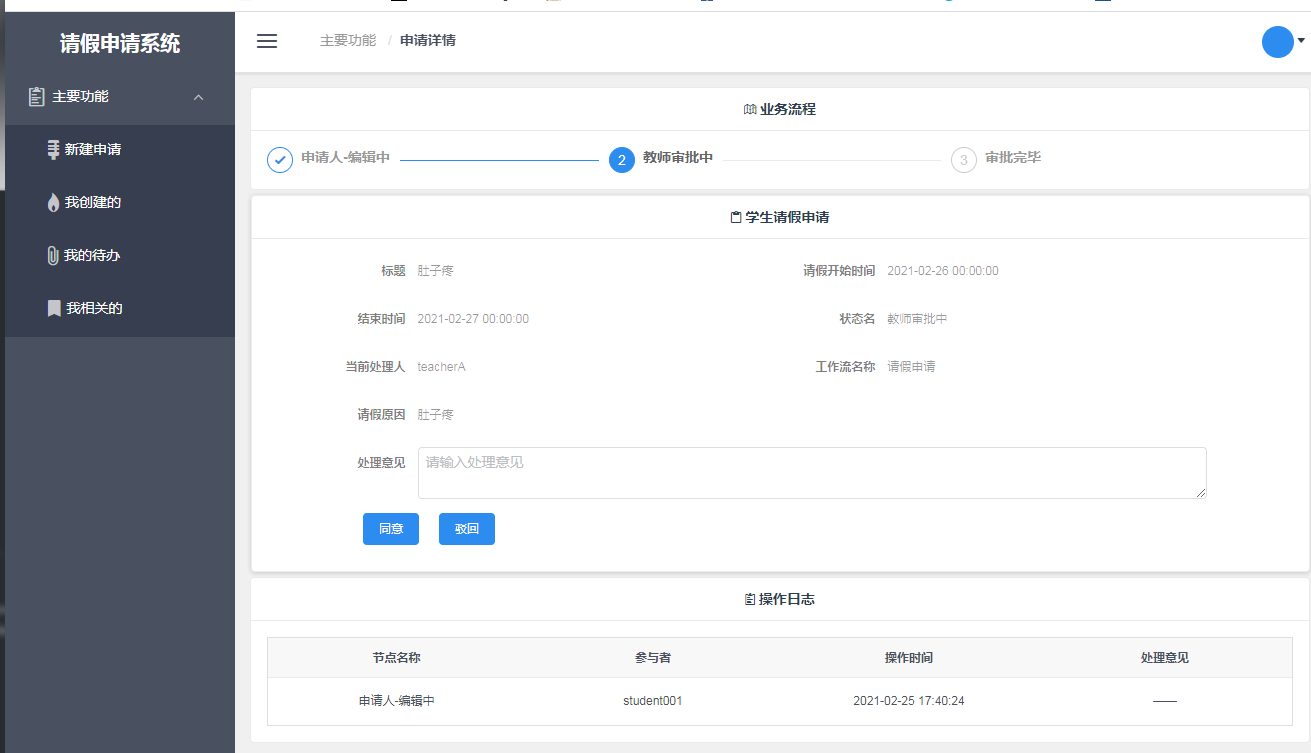 请假申请系统
主要功能 / 申请详情
主要功能
新建申请
我创建的
我的待办
我相关的
业务流程
申请人-编辑中
2 教师审批中
3 审批完毕
学生请假申请
标题 肚子疼
请假开始时间 2021-02-26 00:00:00
结束时间 2021-02-27 00:00:00
状态名 教师审批中
当前处理人 teacherA
工作流名称 请假申请
请假原因 肚子疼
处理意见 请输入处理意见
同意 驳回
操作日志
节点名称 参与者 操作时间 处理意见
申请人-编辑中 student001 2021-02-25 17:40:24 ——